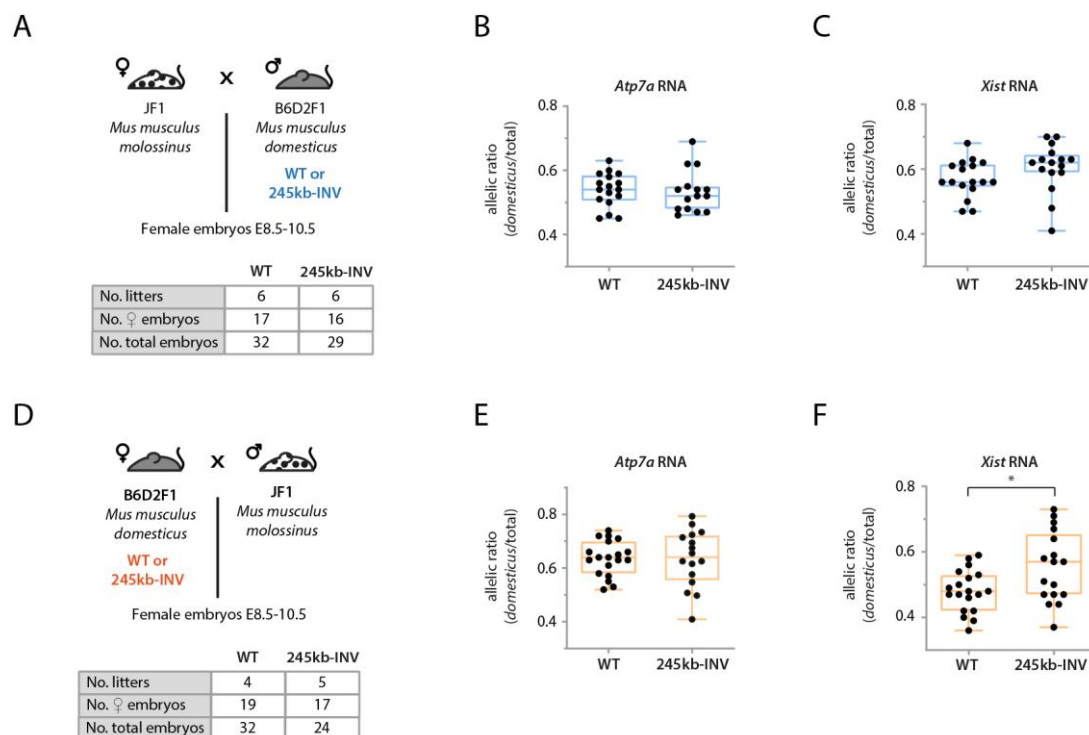 A
♀ x ♂
JF1 B6D2F1
Mus musculus Mus musculus
molossinus domesticus
WT or
245kb-INV
Female embryos E8.5-10.5
WT 245kb-INV
No. litters 6 6
No. ♀ embryos 17 16
No. total embryos 32 29
B
Atp7a RNA
allelic ratio
(domesticus/total)
0.8
0.6
0.4
WT 245kb-INV
C
Xist RNA
allelic ratio
(domesticus/total)
0.8
0.6
0.4
WT 245kb-INV
D
♀ x ♂
B6D2F1 JF1
Mus musculus Mus musculus
domesticus molossinus
WT or
245kb-INV
Female embryos E8.5-10.5
WT 245kb-INV
No. litters 4 5
No. ♀ embryos 19 17
No. total embryos 32 24
E
Atp7a RNA
allelic ratio
(domesticus/total)
0.8
0.6
0.4
WT 245kb-INV
F
Xist RNA
*
allelic ratio
(domesticus/total)
0.8
0.6
0.4
WT 245kb-INV